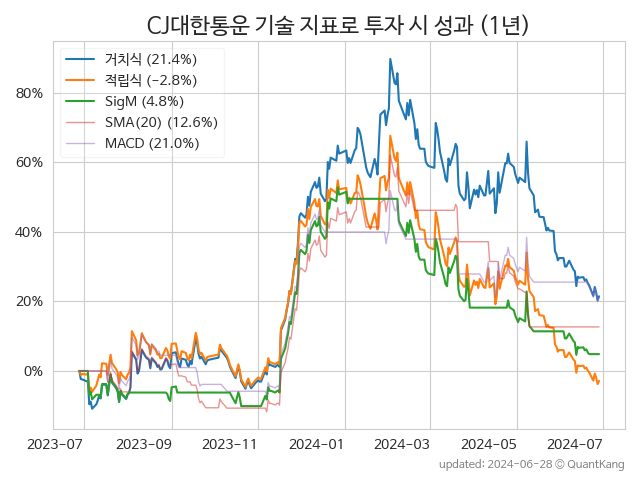 CJ대한통운 기술 지표로 투자 시 성과 (1년)
거치식 (21.4%)
적립식 (-2.8%)
SigM (4.8%)
SMA(20) (12.6%)
MACD (21.0%)
80%
60%
40%
20%
0%
2023-07 2023-09 2023-11 2024-01 2024-03 2024-05 2024-07
updated: 2024-06-28 ⓒ QuantKang